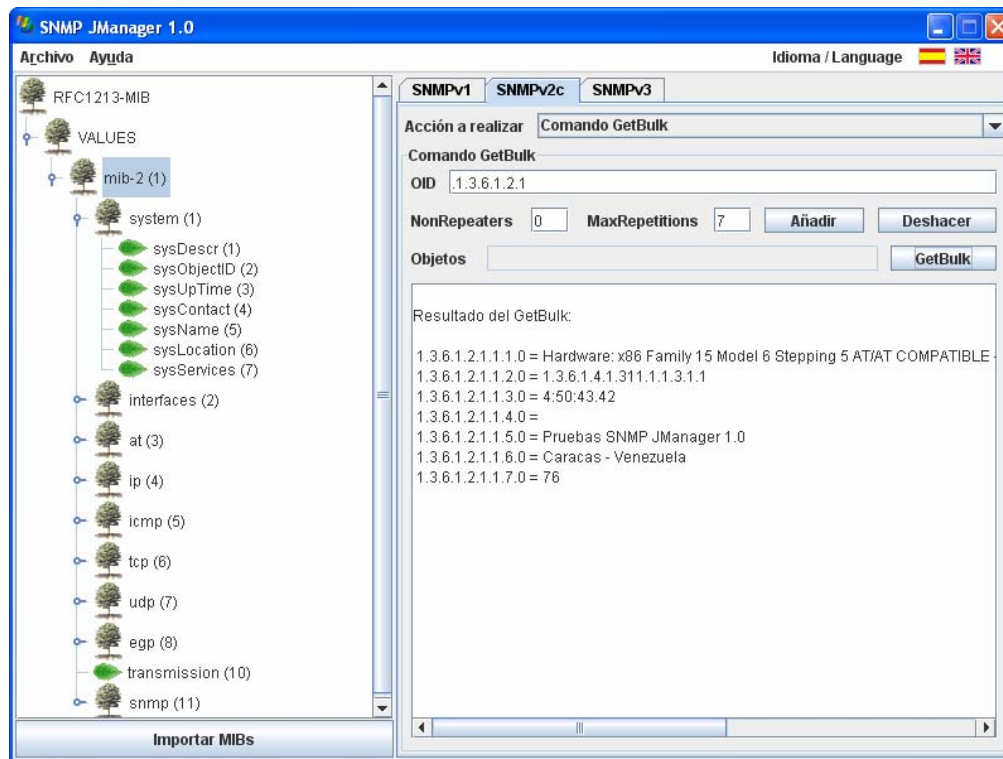 SNMP JManager 1.0
Archivo Ayuda
Idioma / Language
RFC1213-MIB
VALUES
mib-2 (1)
system (1)
sysDescr (1)
sysObjectID (2)
sysUpTime (3)
sysContact (4)
sysName (5)
sysLocation (6)
sysServices (7)
interfaces (2)
at (3)
ip (4)
icmp (5)
tcp (6)
udp (7)
egp (8)
transmission (10)
snmp (11)
Importar MIBs
SNMPv1 SNMPv2c SNMPv3
Acción a realizar Comando GetBulk
Comando GetBulk
OID .1.3.6.1.2.1
NonRepeaters 0 MaxRepetitions 7 Añadir Deshacer
Objetos GetBulk
Resultado del GetBulk:
1.3.6.1.2.1.1.1.0 = Hardware: x86 Family 15 Model 6 Stepping 5 AT/AT COMPATIBLE -
1.3.6.1.2.1.1.2.0 = 1.3.6.1.4.1.311.1.1.3.1.1
1.3.6.1.2.1.1.3.0 = 4:50:43.42
1.3.6.1.2.1.1.4.0 =
1.3.6.1.2.1.1.5.0 = Pruebas SNMP JManager 1.0
1.3.6.1.2.1.1.6.0 = Caracas - Venezuela
1.3.6.1.2.1.1.7.0 = 76